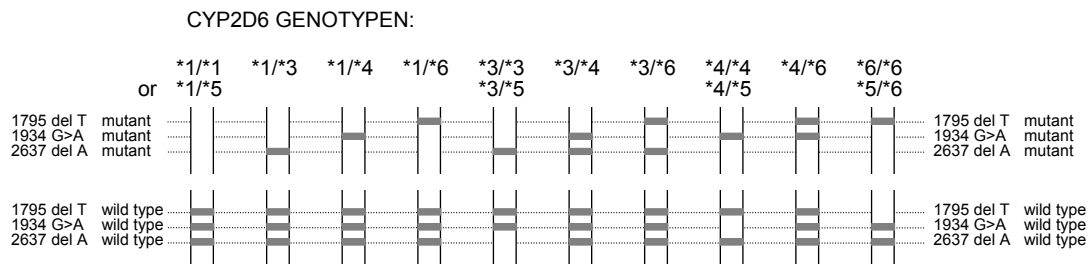 CYP2D6 GENOTYPEN:
*1/*1 *1/*3 *1/*4 *1/*6 *3/*3 *3/*4 *3/*6 *4/*4 *4/*6 *6/*6
or *1/*5 *3/*5 *4/*5 *5/*6
1795 del T mutant 1795 del T mutant
1934 G>A mutant 1934 G>A mutant
2637 del A mutant 2637 del A mutant
1795 del T wild type 1795 del T wild type
1934 G>A wild type 1934 G>A wild type
2637 del A wild type 2637 del A wild type